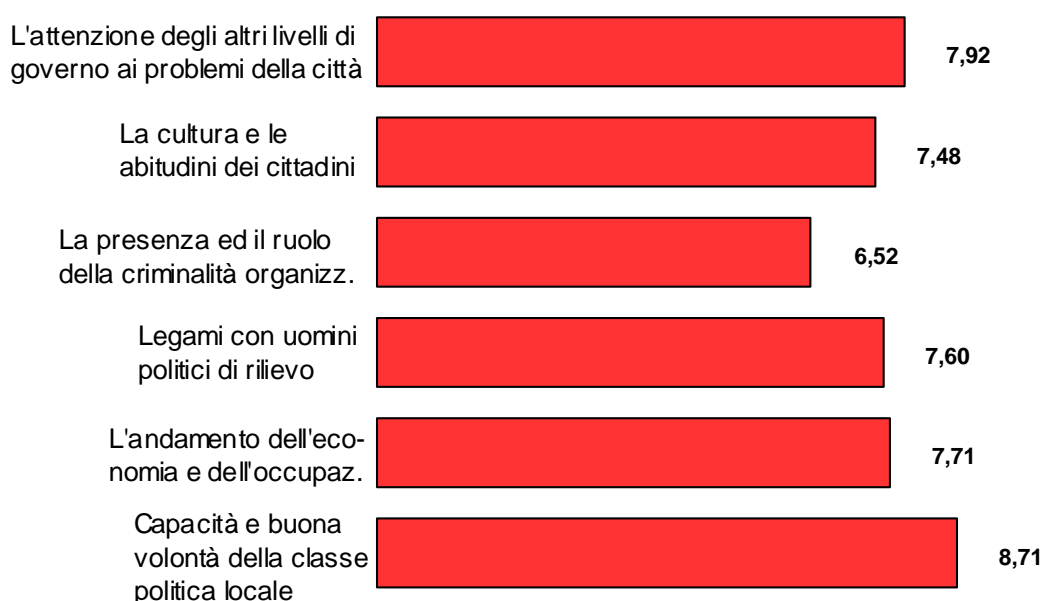 L'attenzione degli altri livelli di
governo ai problemi della città
7,92
La cultura e le
abitudini dei cittadini
7,48
La presenza ed il ruolo
della criminalità organizz.
6,52
Legami con uomini
politici di rilievo
7,60
L'andamento dell'eco-
nomia e dell'occupaz.
7,71
Capacità e buona
volontà della classe
politica locale
8,71